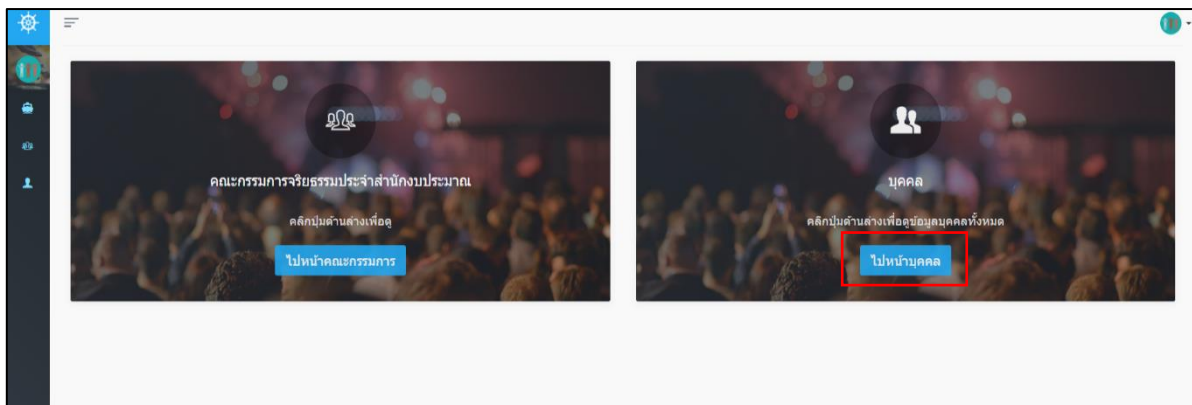 คณะกรรมการจริยธรรมประจำสำนักงบประมาณ
คลิกปุ่มด้านล่างเพื่อดู
ไปหน้าคณะกรรมการ
บุคคล
คลิกปุ่มด้านล่างเพื่อดูข้อมูลบุคคลทั้งหมด
ไปหน้าบุคคล